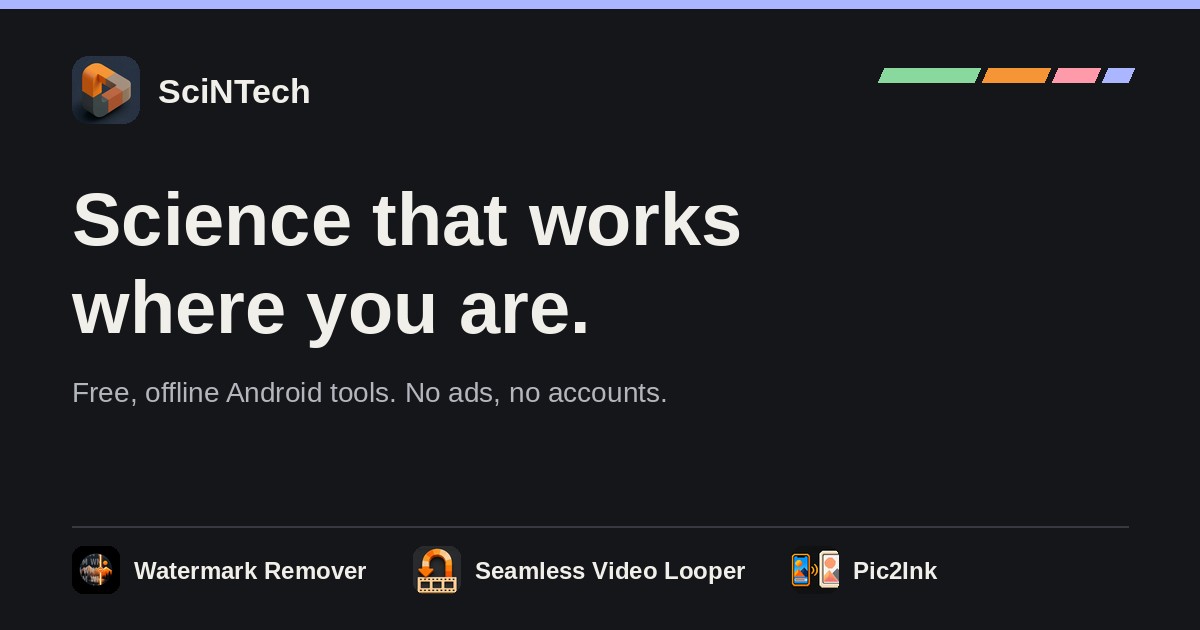 SciNTech
Science that works
where you are.
Free, offline Android tools. No ads, no accounts.
Watermark Remover
Seamless Video Looper
Pic2Ink